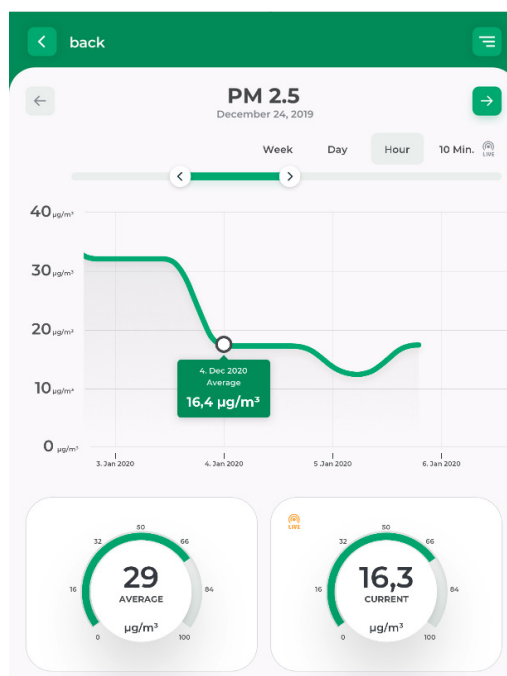 back
PM 2.5
December 24, 2019
Week Day Hour 10 Min. LIVE
40 µg/m³
30 µg/m³
20 µg/m³
4. Dec 2020
Average
16,4 µg/m³
10 µg/m³
0 µg/m³
3. Jan 2020 4. Jan 2020 5 Jan 2020 6. Jan 2020
50
32 66
29
AVERAGE
16 84
µg/m³
0 100
LIVE
50
32 66
16,3
CURRENT
16 84
µg/m³
0 100